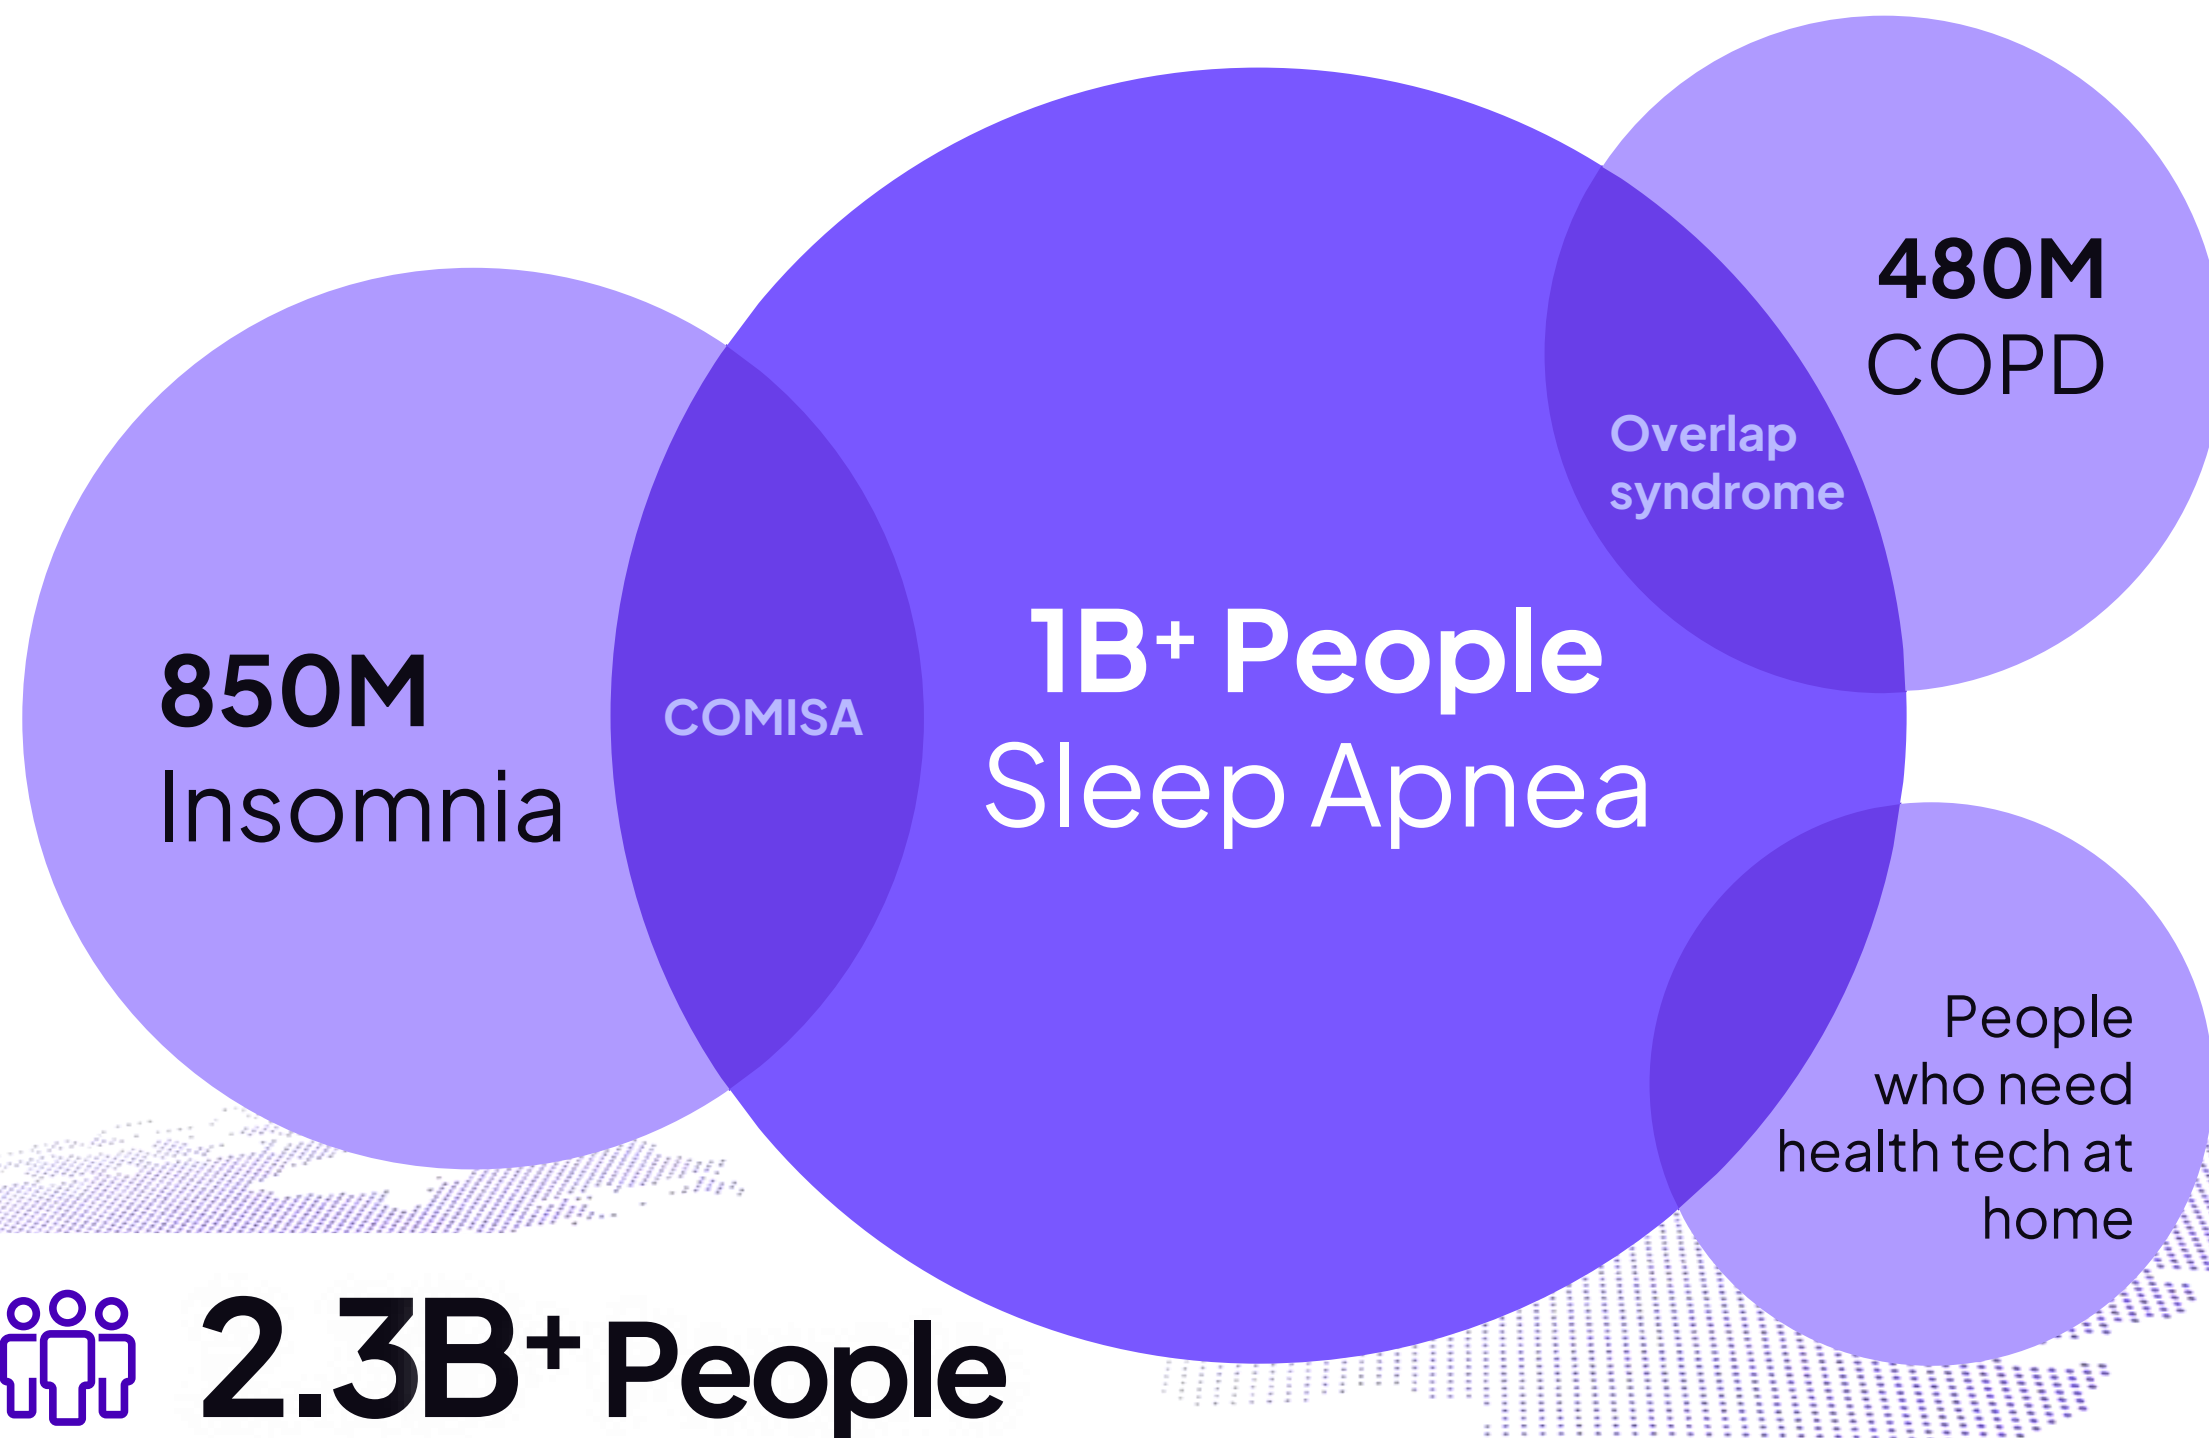 480M
COPD
Overlap
syndrome
1B+ People
Sleep Apnea
850M
Insomnia
COMISA
People
who need
health tech at
home
2.3B+ People